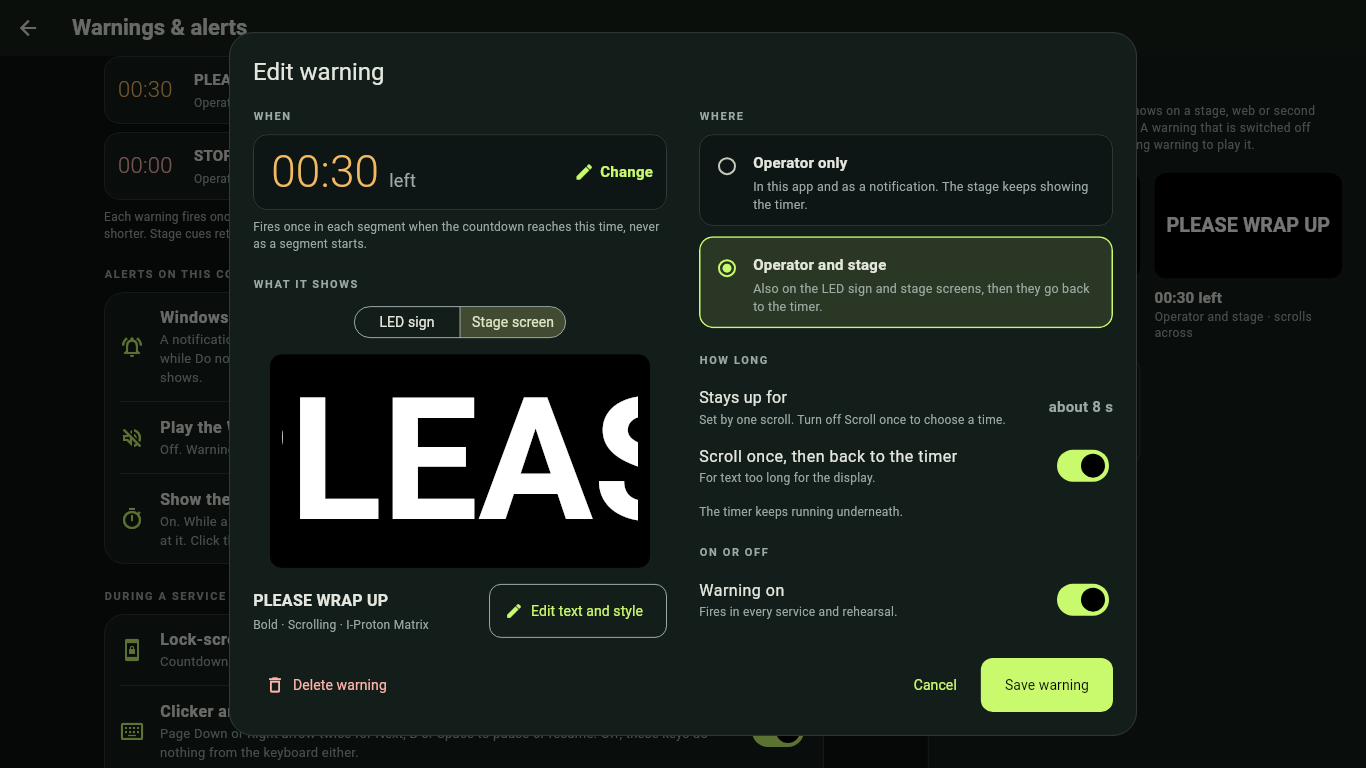 Warnings & alerts
Edit warning
WHEN
00:30 left
Change
Fires once in each segment when the countdown reaches this time, never
as a segment starts.
WHAT IT SHOWS
LED sign
Stage screen
LEAS
PLEASE WRAP UP
Bold · Scrolling · I-Proton Matrix
Edit text and style
WHERE
Operator only
In this app and as a notification. The stage keeps showing
the timer.
Operator and stage
Also on the LED sign and stage screens, then they go back
to the timer.
HOW LONG
Stays up for
Set by one scroll. Turn off Scroll once to choose a time.
about 8 s
Scroll once, then back to the timer
For text too long for the display.
The timer keeps running underneath.
ON OR OFF
Warning on
Fires in every service and rehearsal.
Delete warning
Cancel
Save warning
00:30
PLEA
Operat
00:00
STOP
Operat
Each warning fires onc
shorter. Stage cues ret
ALERTS ON THIS CO
Windows
A notificatio
while Do no
shows.
Play the
Off. Warnin
Show the
On. While a
at it. Click t
DURING A SERVICE
Lock-scre
Countdown
Clicker a
Page Down or Right arrow twice for Next, B or Space to pause or resume. Off, these keys do
nothing from the keyboard either.
hows on a stage, web or second
A warning that is switched off
ng warning to play it.
PLEASE WRAP UP
00:30 left
Operator and stage · scrolls
across